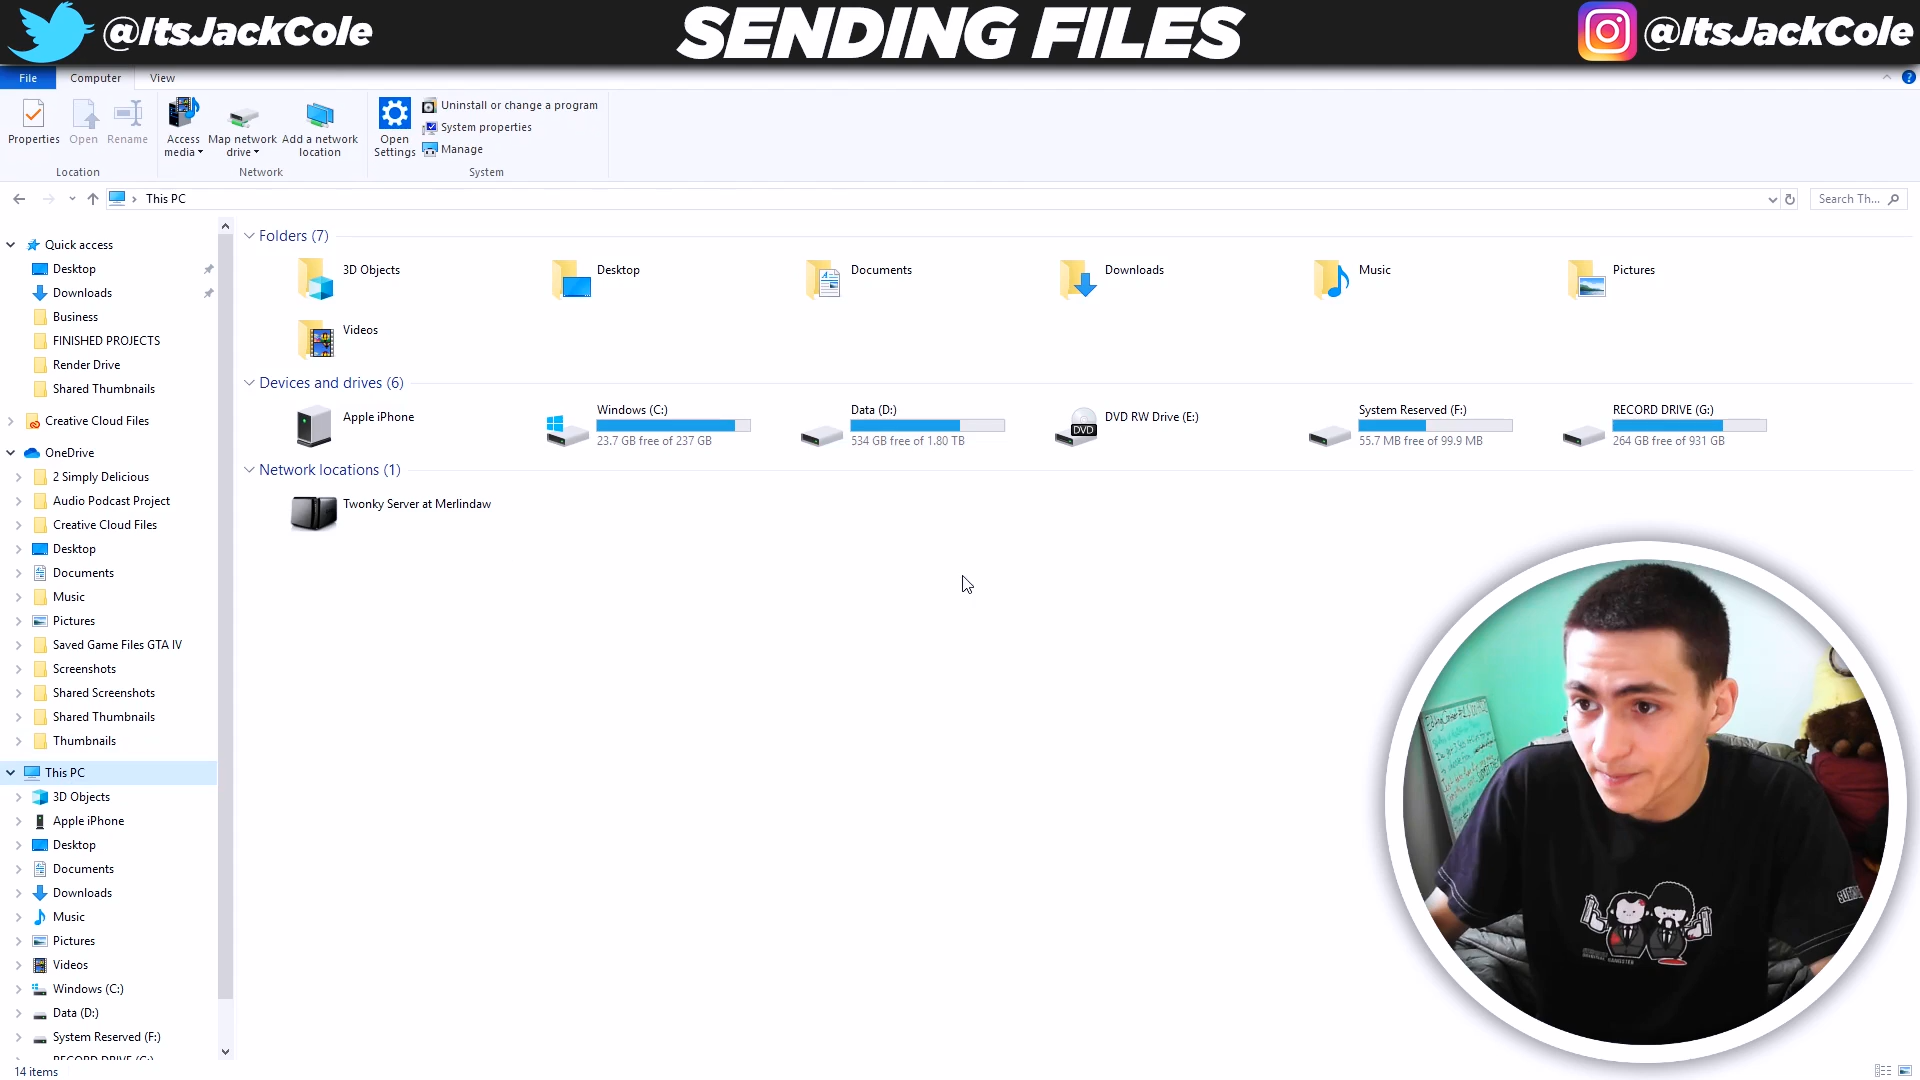 @ItsJackCole
SENDING FILES
@ItsJackCole
File
Computer
View
Properties
Open
Rename
Access media
Map network drive
Add a network location
Open Settings
Uninstall or change a program
System properties
Manage
Location
Network
System
This PC
Search Th...
Quick access
Desktop
Downloads
Business
FINISHED PROJECTS
Render Drive
Shared Thumbnails
Creative Cloud Files
OneDrive
2 Simply Delicious
Audio Podcast Project
Creative Cloud Files
Desktop
Documents
Music
Pictures
Saved Game Files GTA IV
Screenshots
Shared Screenshots
Shared Thumbnails
Thumbnails
This PC
3D Objects
Apple iPhone
Desktop
Documents
Downloads
Music
Pictures
Videos
Windows (C:)
Data (D:)
System Reserved (F:)
RECORD DRIVE (G:)
14 items
Folders (7)
3D Objects
Desktop
Documents
Downloads
Music
Pictures
Videos
Devices and drives (6)
Apple iPhone
Windows (C:)
23.7 GB free of 237 GB
Data (D:)
534 GB free of 1.80 TB
DVD RW Drive (E:)
DVD
System Reserved (F:)
55.7 MB free of 99.9 MB
RECORD DRIVE (G:)
264 GB free of 931 GB
Network locations (1)
Twonky Server at Merlindaw